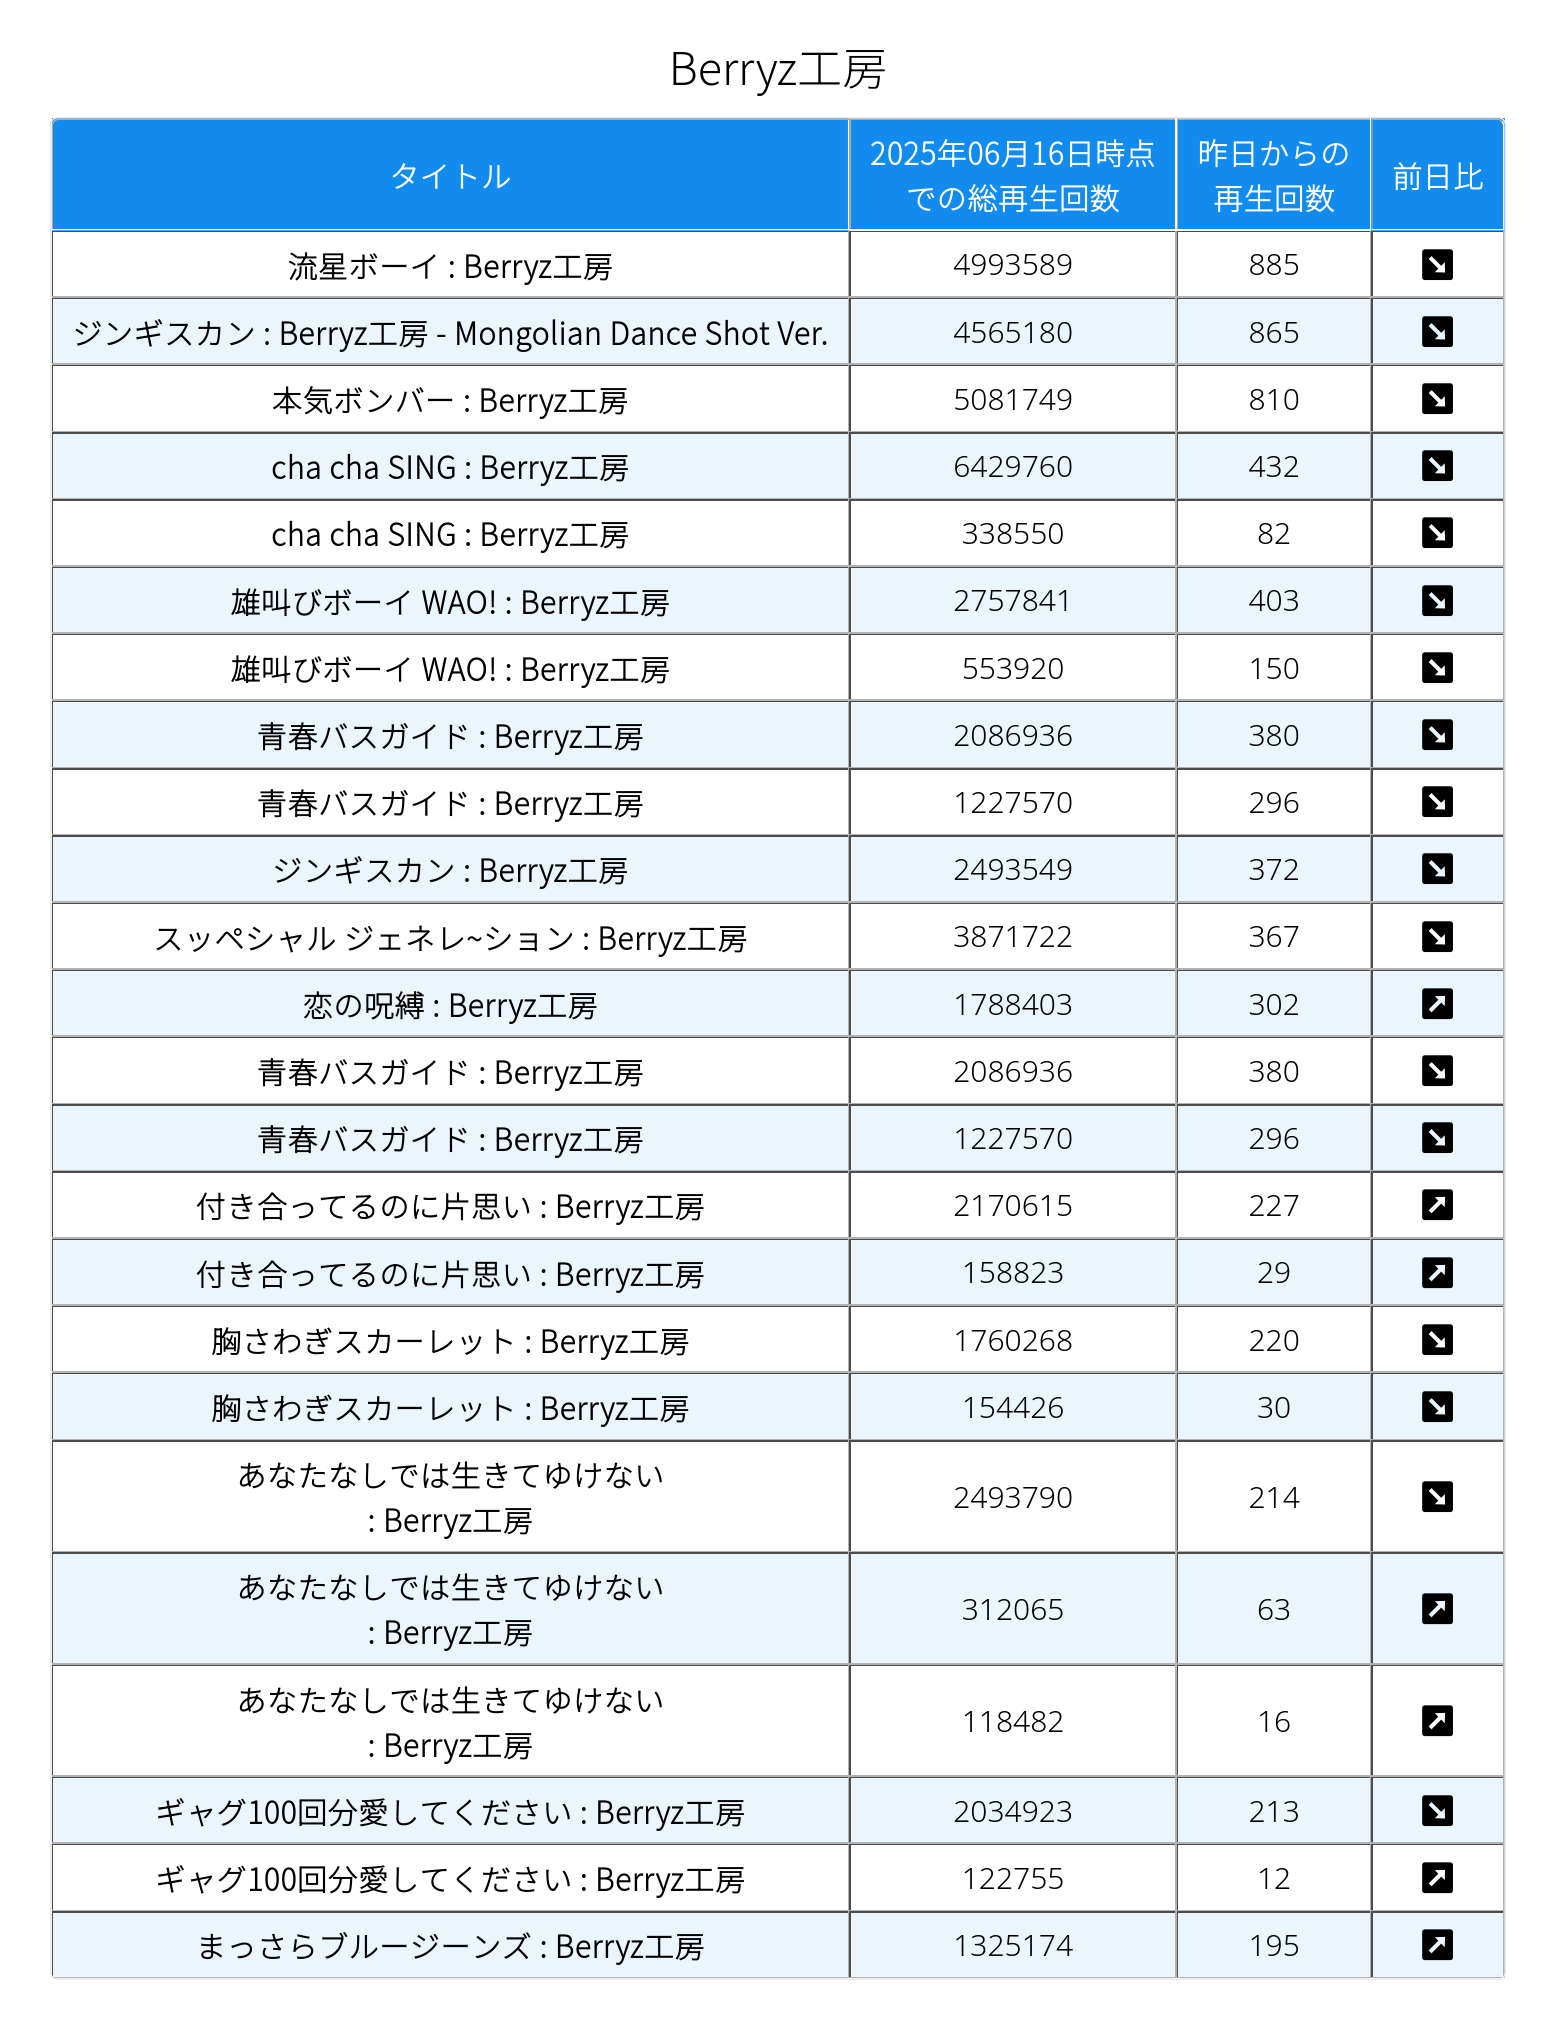 Berryz工房
タイトル 2025年06月16日時点 昨日からの 前日比
での総再生回数 再生回数
流星ボーイ : Berryz工房 4993589 885
ジンギスカン : Berryz工房 - Mongolian Dance Shot Ver. 4565180 865
本気ボンバー : Berryz工房 5081749 810
cha cha SING : Berryz工房 6429760 432
cha cha SING : Berryz工房 338550 82
雄叫びボーイ WAO! : Berryz工房 2757841 403
雄叫びボーイ WAO! : Berryz工房 553920 150
青春バスガイド : Berryz工房 2086936 380
青春バスガイド : Berryz工房 1227570 296
ジンギスカン : Berryz工房 2493549 372
スッペシャル ジェネレ~ション : Berryz工房 3871722 367
恋の呪縛 : Berryz工房 1788403 302
青春バスガイド : Berryz工房 2086936 380
青春バスガイド : Berryz工房 1227570 296
付き合ってるのに片思い : Berryz工房 2170615 227
付き合ってるのに片思い : Berryz工房 158823 29
胸さわぎスカーレット : Berryz工房 1760268 220
胸さわぎスカーレット : Berryz工房 154426 30
あなたなしでは生きてゆけない
: Berryz工房 2493790 214
あなたなしでは生きてゆけない
: Berryz工房 312065 63
あなたなしでは生きてゆけない
: Berryz工房 118482 16
ギャグ100回分愛してください : Berryz工房 2034923 213
ギャグ100回分愛してください : Berryz工房 122755 12
まっさらブルージーンズ : Berryz工房 1325174 195